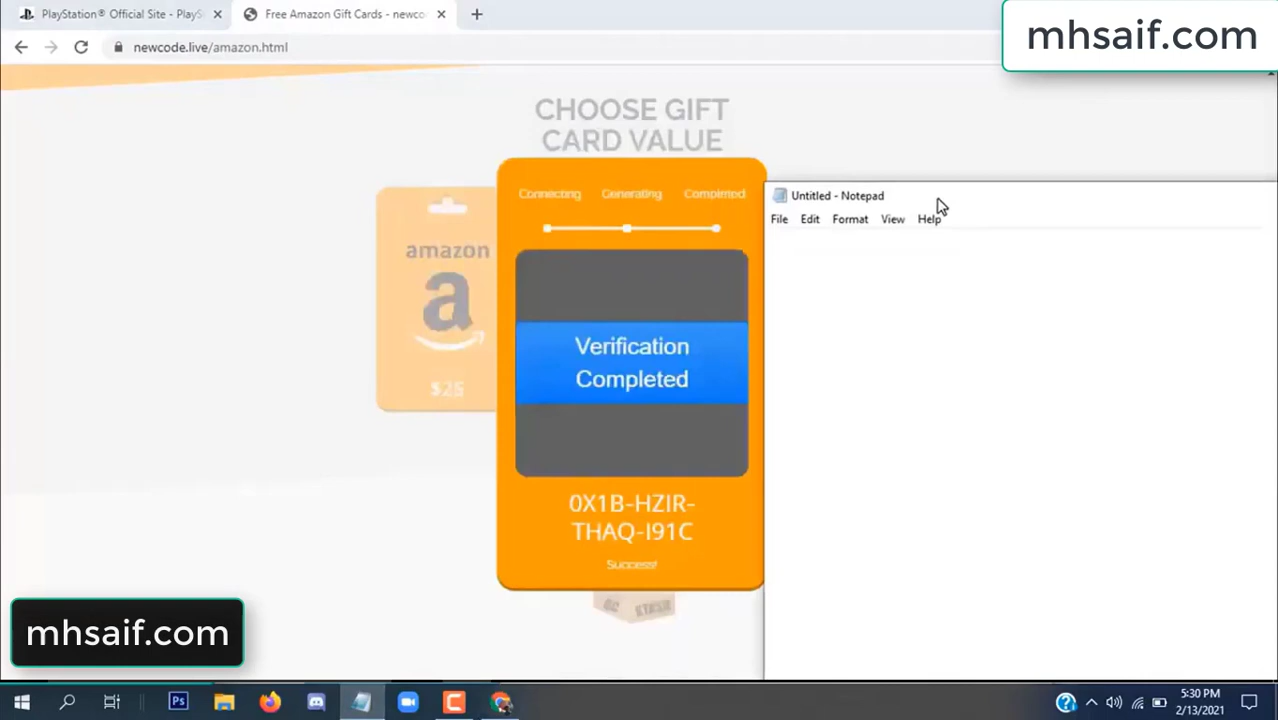 PlayStation® Official Site - PlayS
Free Amazon Gift Cards - newco
mhsaif.com
newcode.live/amazon.html
CHOOSE GIFT
CARD VALUE
Connecting Generating Completed
Untitled - Notepad
File Edit Format View Help
amazon
a
$25
Verification
Completed
0X1B-HZIR-
THAQ-I91C
Success!
mhsaif.com
Ps
5:30 PM
2/13/2021